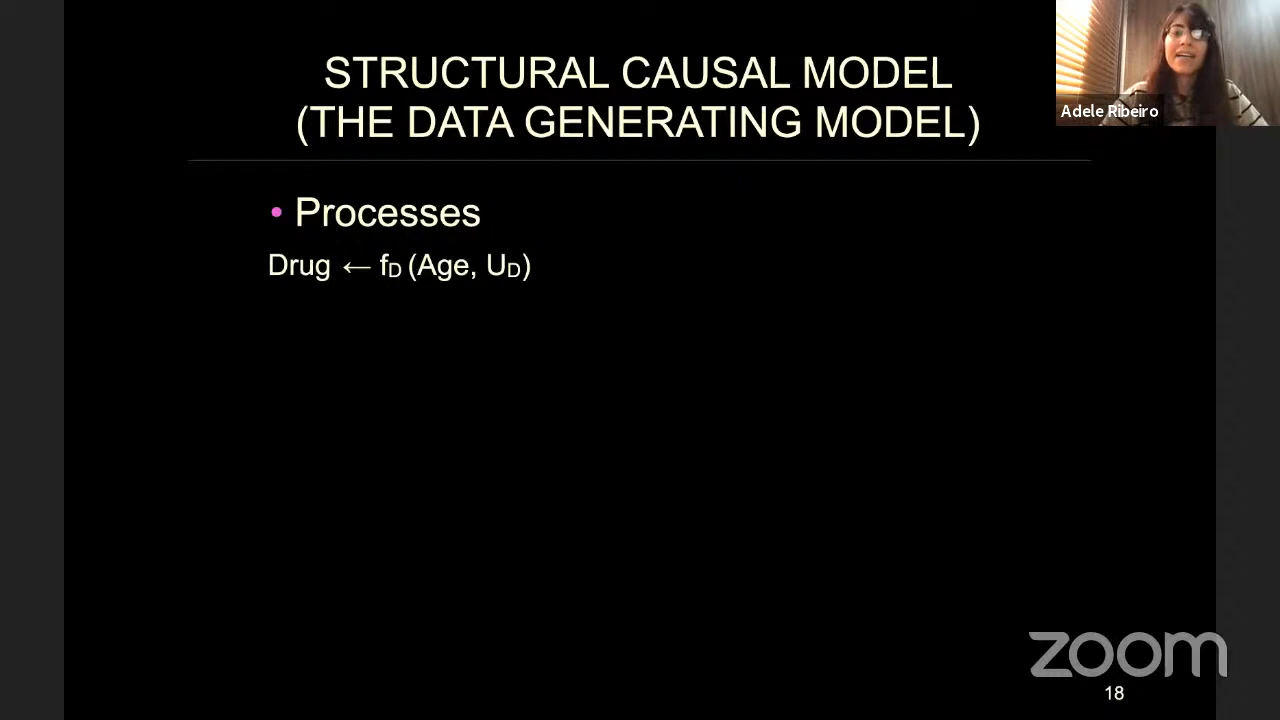 STRUCTURAL CAUSAL MODEL
(THE DATA GENERATING MODEL)
Adele Ribeiro
• Processes
Drug ← fD (Age, UD)
zoom
18